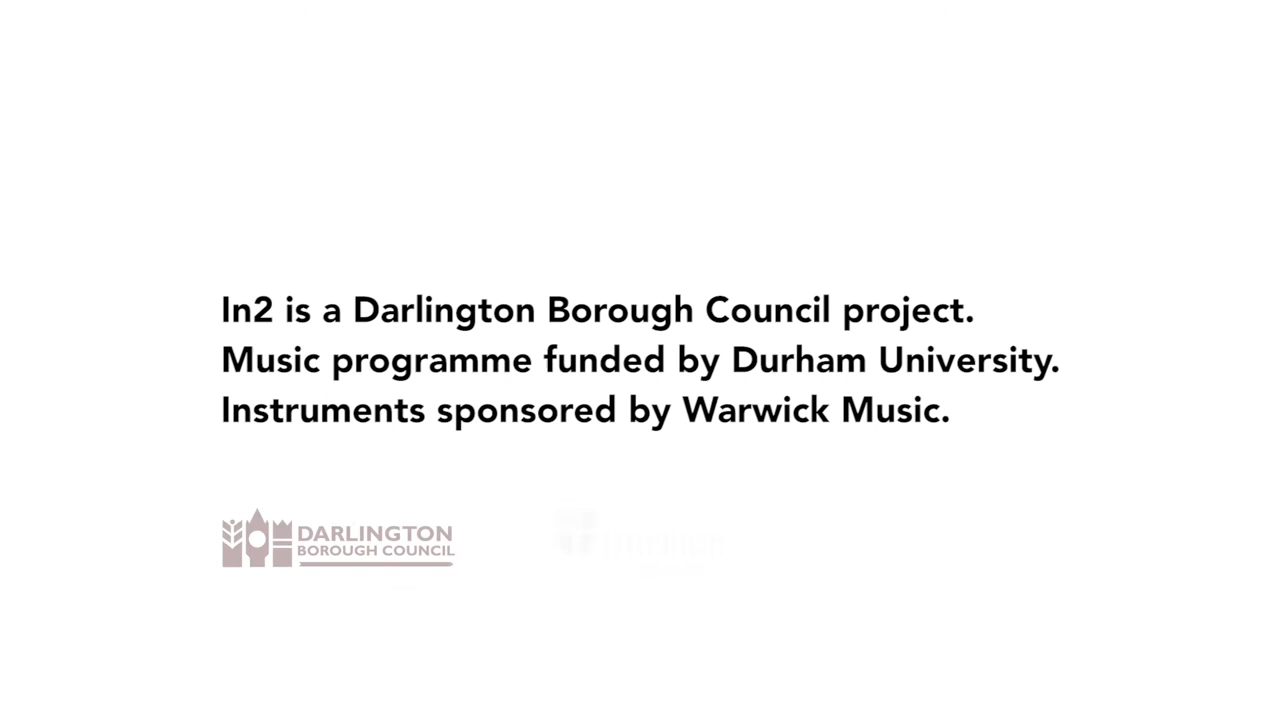 In2 is a Darlington Borough Council project.
Music programme funded by Durham University.
Instruments sponsored by Warwick Music.
DARLINGTON
BOROUGH COUNCIL